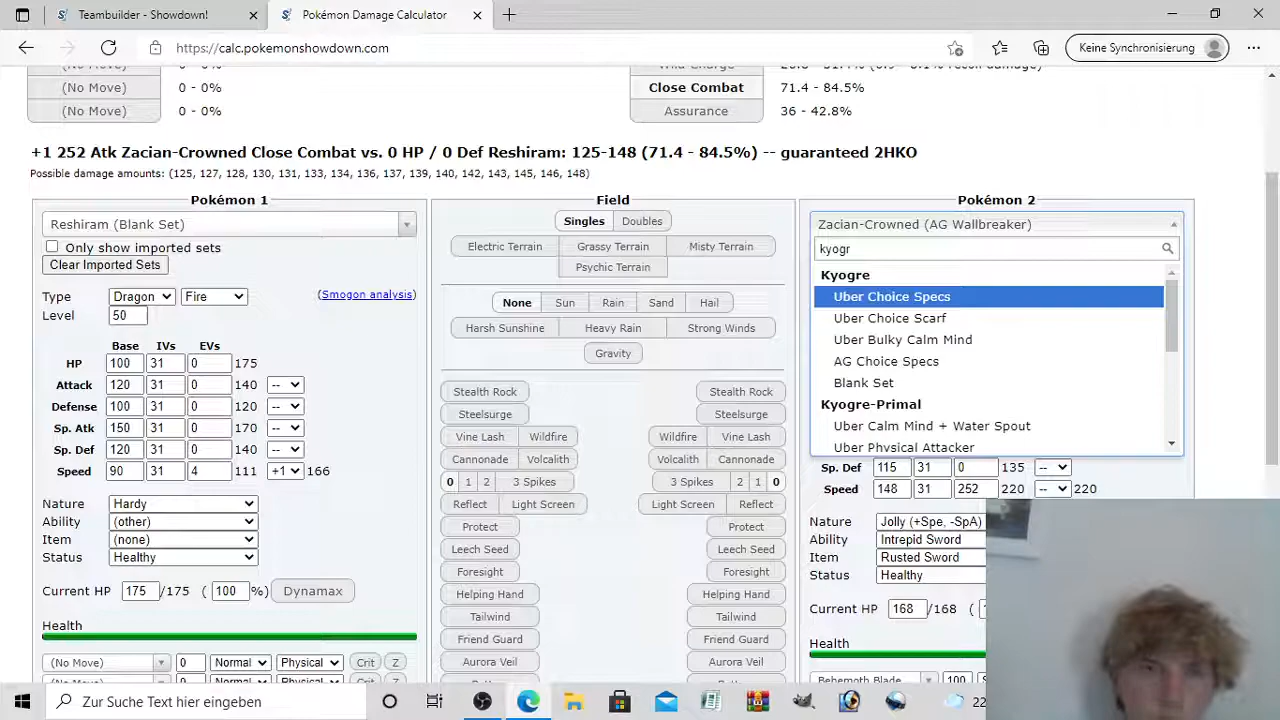 Teambuilder - Showdown!
Pokémon Damage Calculator
https://calc.pokemonshowdown.com
Keine Synchronisierung
(No Move) 0 - 0%
(No Move) 0 - 0%
(No Move) 0 - 0%
Close Combat 71.4 - 84.5%
Assurance 36 - 42.8%
+1 252 Atk Zacian-Crowned Close Combat vs. 0 HP / 0 Def Reshiram: 125-148 (71.4 - 84.5%) -- guaranteed 2HKO
Possible damage amounts: (125, 127, 128, 130, 131, 133, 134, 136, 137, 139, 140, 142, 143, 145, 146, 148)
Pokémon 1
Reshiram (Blank Set)
Only show imported sets
Clear Imported Sets
Type Dragon Fire (Smogon analysis)
Level 50
Base IVs EVs
HP 100 31 0 175
Attack 120 31 0 140 --
Defense 100 31 0 120 --
Sp. Atk 150 31 0 170 --
Sp. Def 120 31 0 140 --
Speed 90 31 4 111 +1 166
Nature Hardy
Ability (other)
Item (none)
Status Healthy
Current HP 175 /175 ( 100 %) Dynamax
Health
(No Move) 0 Normal Physical Crit Z
Field
Singles Doubles
Electric Terrain Grassy Terrain Misty Terrain
Psychic Terrain
None Sun Rain Sand Hail
Harsh Sunshine Heavy Rain Strong Winds
Gravity
Stealth Rock Stealth Rock
Steelsurge Steelsurge
Vine Lash Wildfire Wildfire Vine Lash
Cannonade Volcalith Volcalith Cannonade
0 1 2 3 Spikes 3 Spikes 2 1 0
Reflect Light Screen Light Screen Reflect
Protect Protect
Leech Seed Leech Seed
Foresight Foresight
Helping Hand Helping Hand
Tailwind Tailwind
Friend Guard Friend Guard
Aurora Veil Aurora Veil
Pokémon 2
Zacian-Crowned (AG Wallbreaker)
kyogr
Kyogre
Uber Choice Specs
Uber Choice Scarf
Uber Bulky Calm Mind
AG Choice Specs
Blank Set
Kyogre-Primal
Uber Calm Mind + Water Spout
Uber Physical Attacker
Sp. Def 115 31 0 135 --
Speed 148 31 252 220 -- 220
Nature Jolly (+Spe, -SpA)
Ability Intrepid Sword
Item Rusted Sword
Status Healthy
Current HP 168 /168 (
Health
Behemoth Blade 100
Zur Suche Text hier eingeben
22